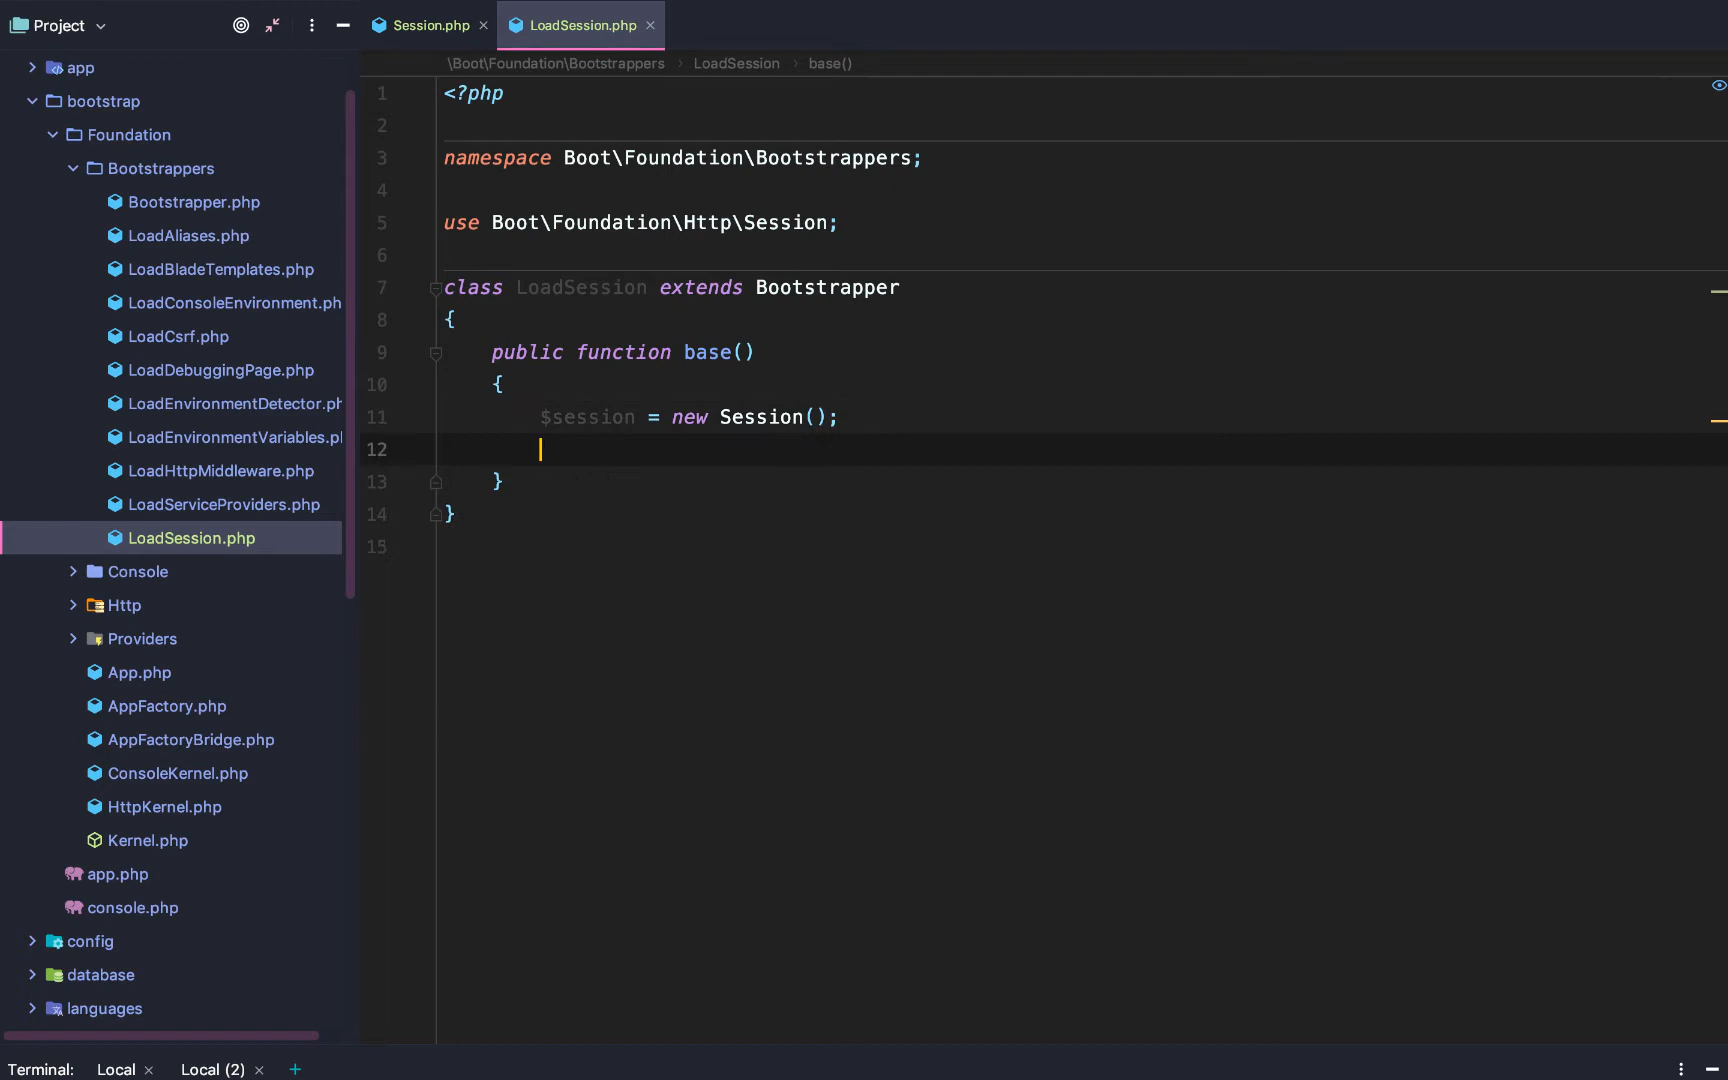 Project
Session.php
LoadSession.php
\Boot\Foundation\Bootstrappers > LoadSession > base()
app
bootstrap
Foundation
Bootstrappers
Bootstrapper.php
LoadAliases.php
LoadBladeTemplates.php
LoadConsoleEnvironment.ph
LoadCsrf.php
LoadDebuggingPage.php
LoadEnvironmentDetector.ph
LoadEnvironmentVariables.pl
LoadHttpMiddleware.php
LoadServiceProviders.php
LoadSession.php
Console
Http
Providers
App.php
AppFactory.php
AppFactoryBridge.php
ConsoleKernel.php
HttpKernel.php
Kernel.php
app.php
console.php
config
database
languages
1 <?php
2
3 namespace Boot\Foundation\Bootstrappers;
4
5 use Boot\Foundation\Http\Session;
6
7 class LoadSession extends Bootstrapper
8 {
9 public function base()
10 {
11 $session = new Session();
12
13 }
14 }
15
Terminal: Local × Local (2) × +